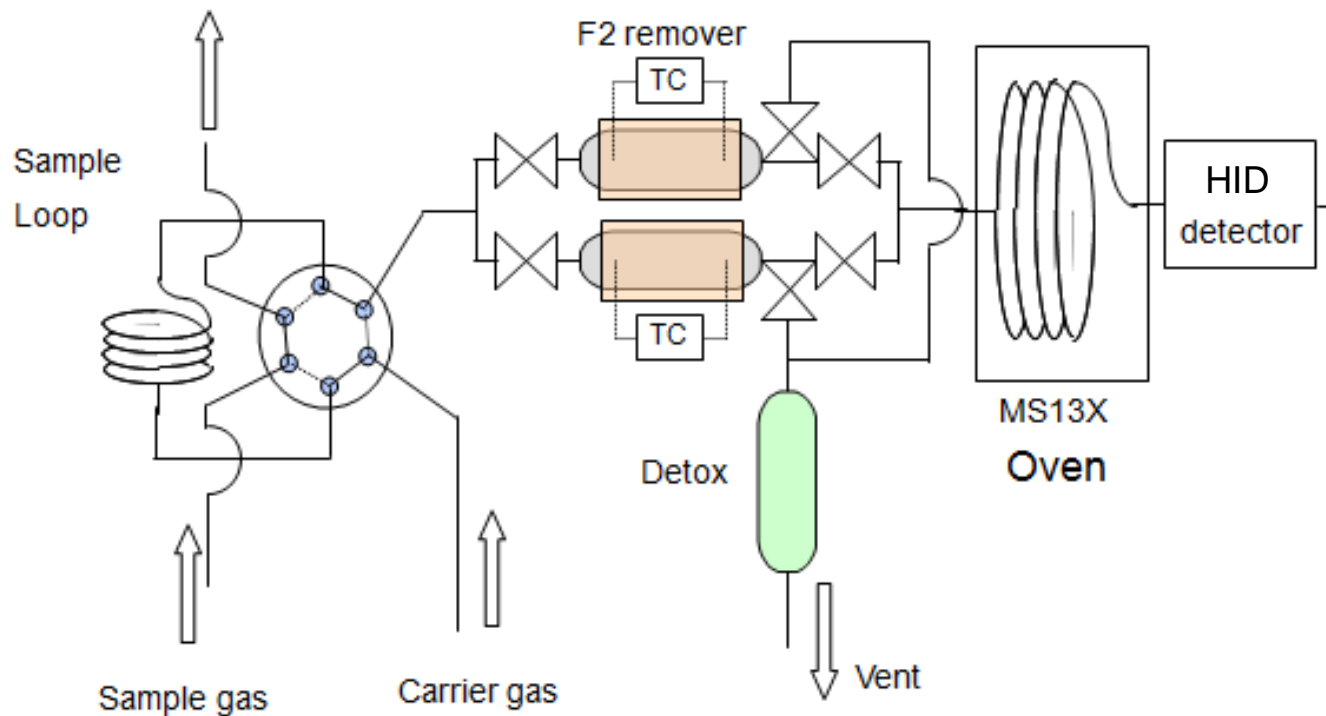 F2 remover
TC
Sample
Loop
HID
detector
TC
MS13X
Oven
Detox
Sample gas
Carrier gas
Vent